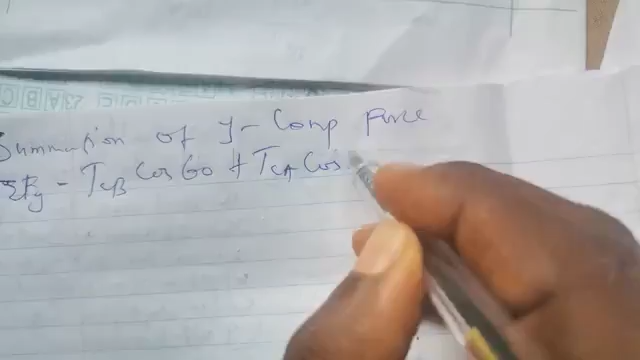 Summation of y-Comp Force
ΣFy - TCB Cos 60 + TCA Cos